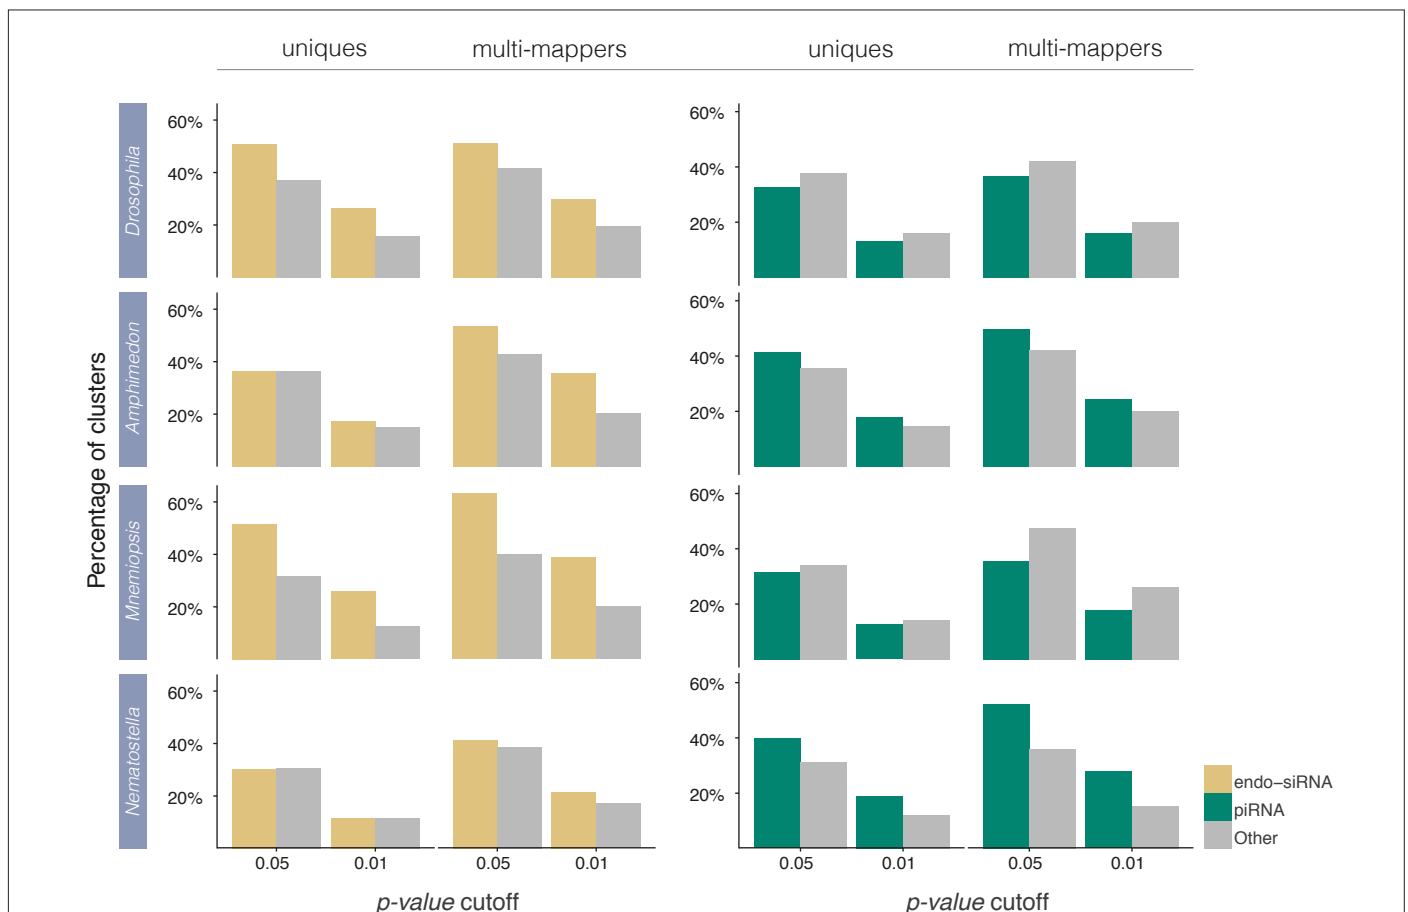 uniques
multi-mappers
uniques
multi-mappers
Percentage of clusters
Drosophila
60%
40%
20%
60%
40%
20%
Amphimedon
60%
40%
20%
60%
40%
20%
Mnemiopsis
60%
40%
20%
60%
40%
20%
Nematostella
60%
40%
20%
60%
40%
20%
endo-siRNA
piRNA
Other
0.05
0.01
0.05
0.01
0.05
0.01
0.05
0.01
p-value cutoff
p-value cutoff